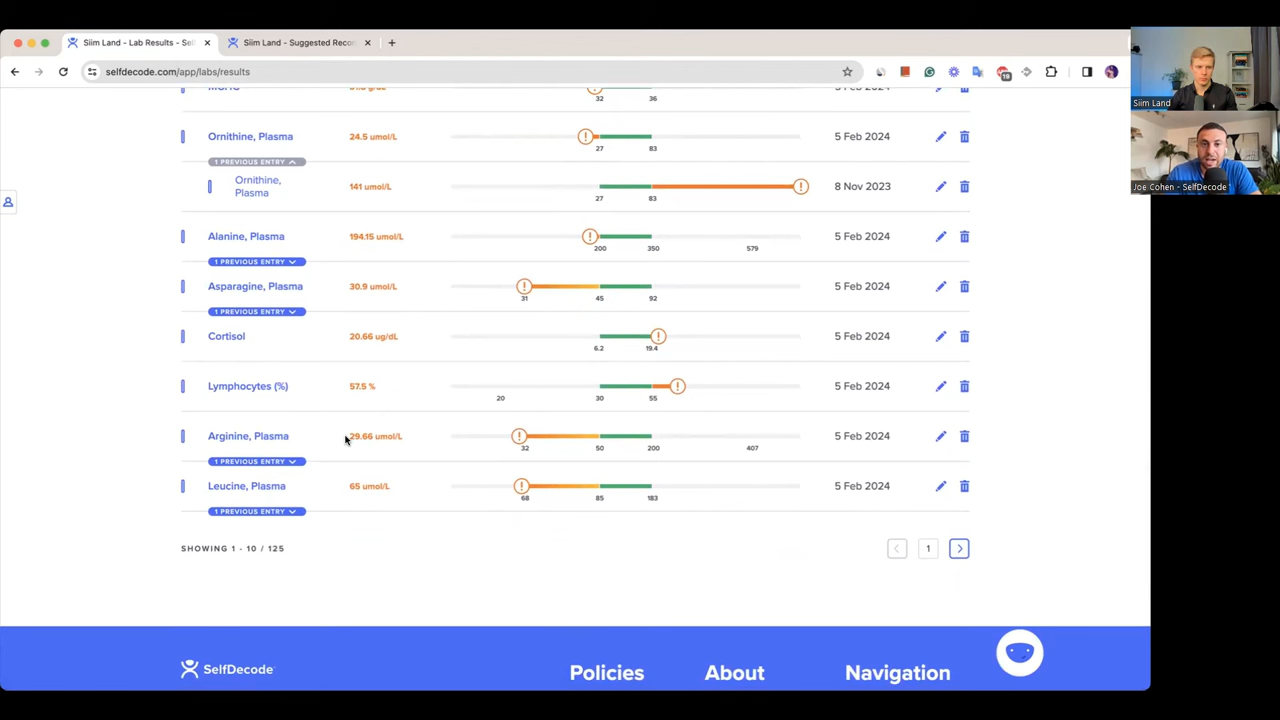 Siim Land - Lab Results - Sel
Siim Land - Suggested Reco
selfdecode.com/app/labs/results
19
Siim Land
Joe Cohen - SelfDecode
32 36
Ornithine, Plasma 24.5 umol/L 5 Feb 2024
27 83
1 PREVIOUS ENTRY
Ornithine, Plasma 141 umol/L 8 Nov 2023
27 83
Alanine, Plasma 194.15 umol/L 5 Feb 2024
200 350 579
1 PREVIOUS ENTRY
Asparagine, Plasma 30.9 umol/L 5 Feb 2024
31 45 92
1 PREVIOUS ENTRY
Cortisol 20.66 ug/dL 5 Feb 2024
6.2 19.4
Lymphocytes (%) 57.5 % 5 Feb 2024
20 30 55
Arginine, Plasma 29.66 umol/L 5 Feb 2024
32 50 200 407
1 PREVIOUS ENTRY
Leucine, Plasma 65 umol/L 5 Feb 2024
68 85 183
1 PREVIOUS ENTRY
SHOWING 1 - 10 / 125
1
SelfDecode
Policies About Navigation